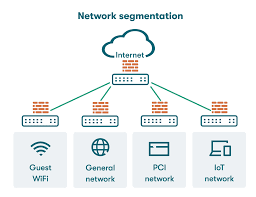 Network segmentation
Internet
Guest
WiFi
General
network
PCI
network
IoT
network